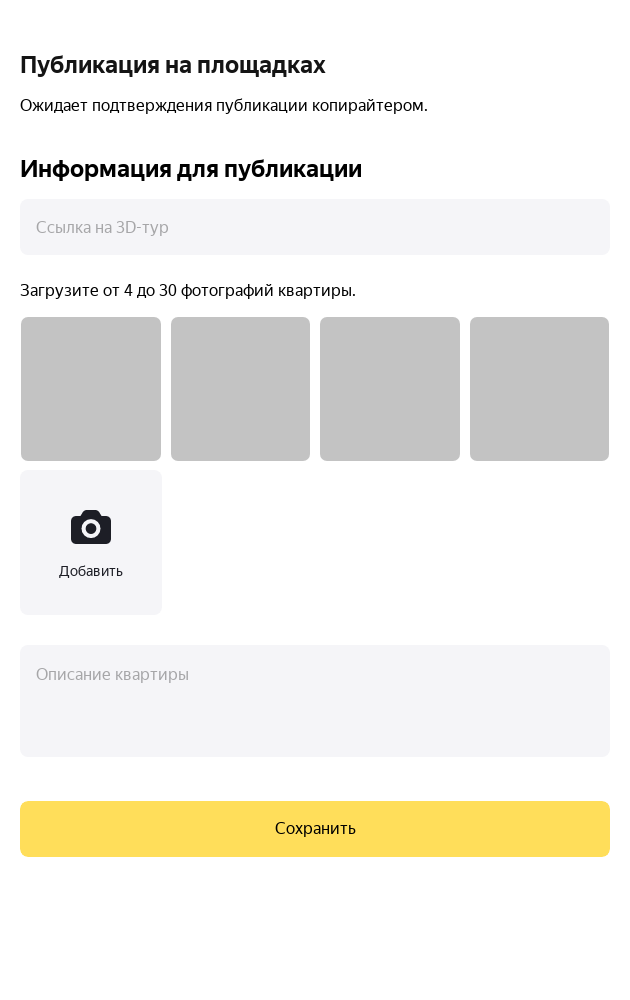 Публикация на площадках
Ожидает подтверждения публикации копирайтером.
Информация для публикации
Ссылка на 3D-тур
Загрузите от 4 до 30 фотографий квартиры.
Добавить
Описание квартиры
Сохранить